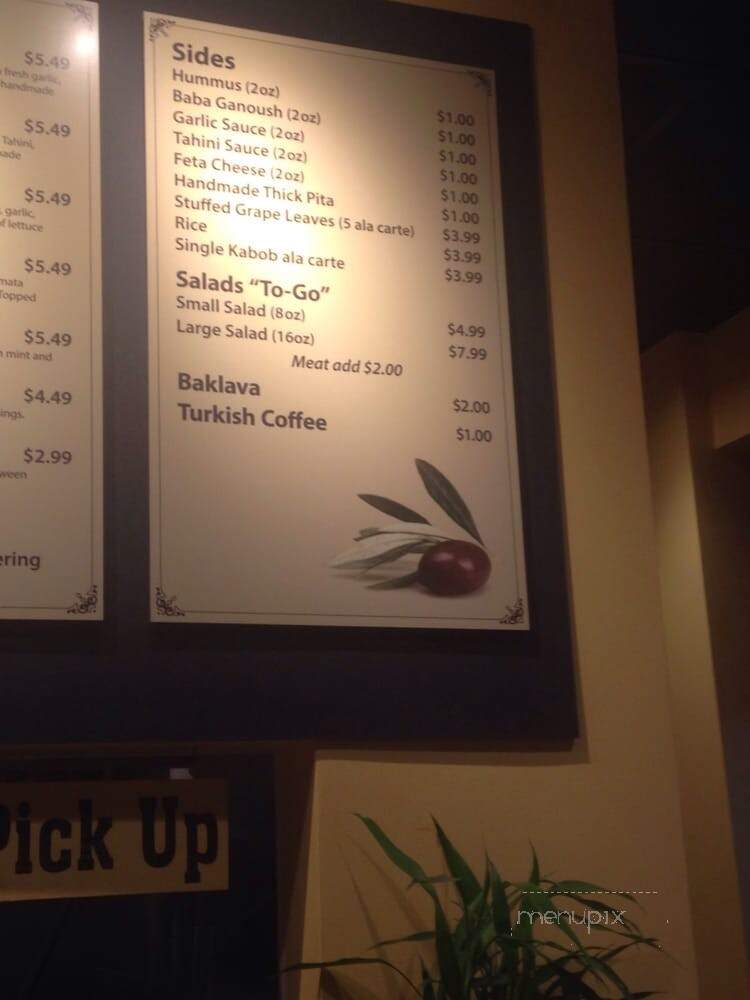 $5.49
fresh garlic,
handmade
$5.49
Tahini,
$5.49
garlic,
of lettuce
$5.49
Topped
$5.49
mint and
$4.49
$2.99
Sides
Hummus (2oz) $1.00
Baba Ganoush (2oz) $1.00
Garlic Sauce (2oz) $1.00
Tahini Sauce (2oz) $1.00
Feta Cheese (2oz) $1.00
Handmade Thick Pita $1.00
Stuffed Grape Leaves (5 ala carte) $3.99
Rice $3.99
Single Kabob ala carte $3.99
Salads "To-Go"
Small Salad (8oz) $4.99
Large Salad (16oz) $7.99
Meat add $2.00
Baklava $2.00
Turkish Coffee $1.00
Pick Up
menupix